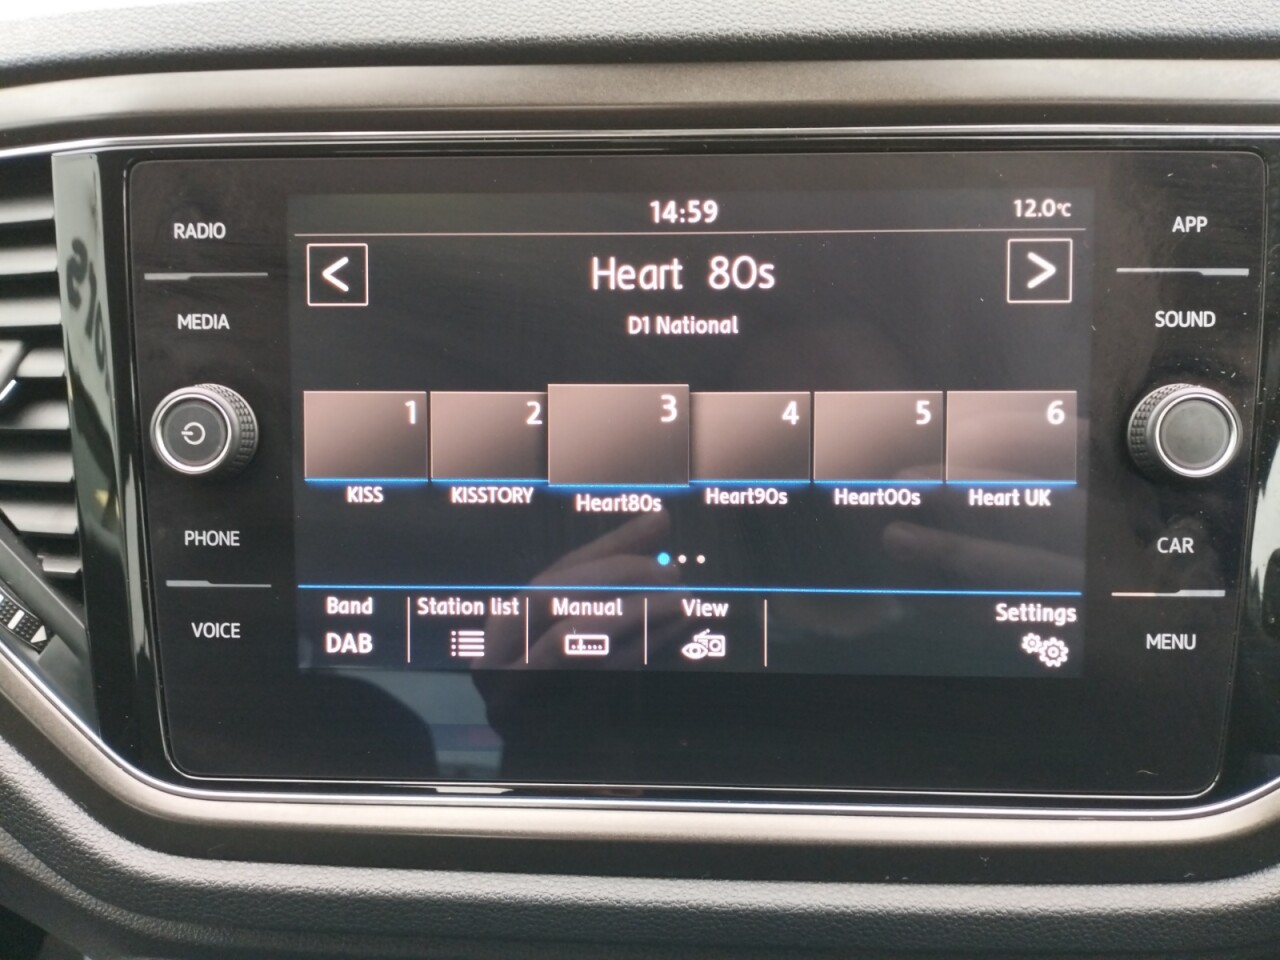 14:59
12.0°C
RADIO
MEDIA
PHONE
VOICE
<
Heart 80s
>
D1 National
1
2
3
4
5
6
KISS
KISSTORY
Heart80s
Heart90s
Heart00s
Heart UK
Band
DAB
Station list
Manual
View
Settings
APP
SOUND
CAR
MENU